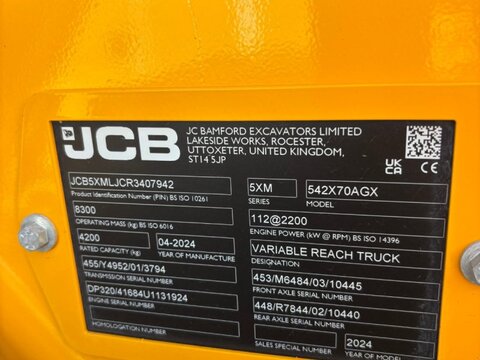 JCB
JC BAMFORD EXCAVATORS LIMITED
LAKESIDE WORKS, ROCESTER,
UTTOXETER, UNITED KINGDOM,
ST14 5JP
UK
CA
CE
JCB5XMLJCR3407942
Product Identification Number (PIN) BS ISO 10261
8300
OPERATING MASS (kg) BS ISO 6016
4200
RATED CAPACITY (kg)
04-2024
YEAR OF MANUFACTURE
455/Y4952/01/3794
TRANSMISSION SERIAL NUMBER
DP320/41684U1131924
ENGINE SERIAL NUMBER
HOMOLOGATION NUMBER
5XM
SERIES
542X70AGX
MODEL
112@2200
ENGINE POWER (kW @ RPM) BS ISO 14396
VARIABLE REACH TRUCK
DESIGNATION
453/M6484/03/10445
FRONT AXLE SERIAL NUMBER
448/R7844/02/10440
REAR AXLE SERIAL NUMBER
SALES SPECIAL NUMBER
2024
YEAR OF MODEL